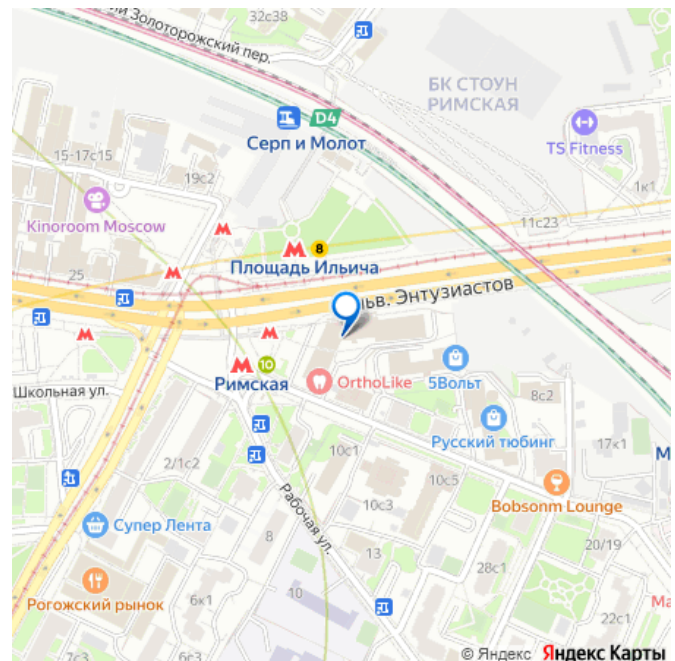 32с38
Золоторожский пер.
БК СТОУН
РИМСКАЯ
D4
Серп и Молот
TS Fitness
15-17с15
19с2
1к1
Kinoroom Moscow
11с23
8
Площадь Ильича
25
ьв. Энтузиастов
10
Римская
OrthoLike
5Вольт
Школьная ул.
8с2
Русский тюбинг
2/1с2
10с1
17к1
М
10с5
Рабочая ул.
Bobsonm Lounge
10с3
Супер Лента
8
13
20/19
28с1
Рогожский рынок
6к1
10
Ма
22с1
7с3
7с3
© Яндекс Яндекс Карты